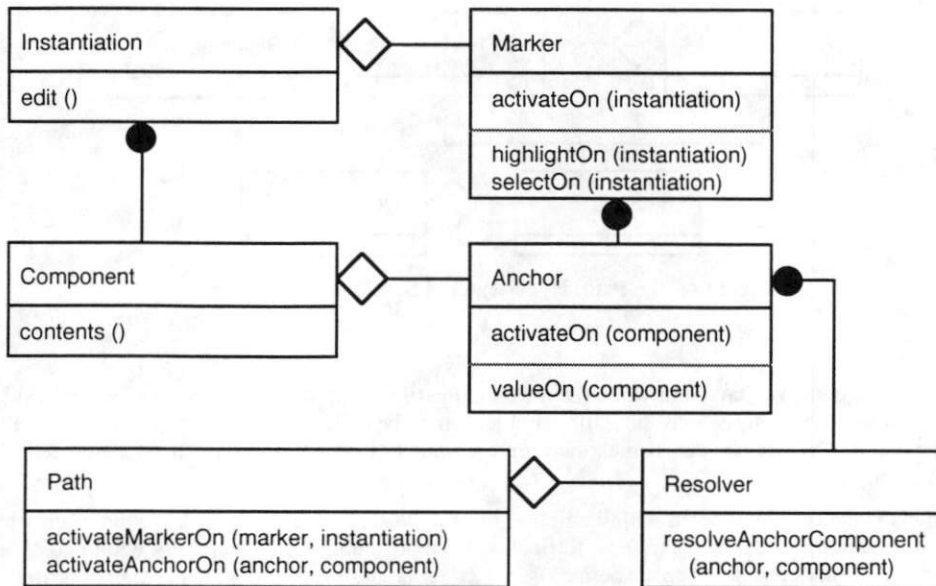 Instantiation
edit ()
Marker
activateOn (instantiation)
highlightOn (instantiation)
selectOn (instantiation)
Component
contents ()
Anchor
activateOn (component)
valueOn (component)
Path
activateMarkerOn (marker, instantiation)
activateAnchorOn (anchor, component)
Resolver
resolveAnchorComponent
(anchor, component)